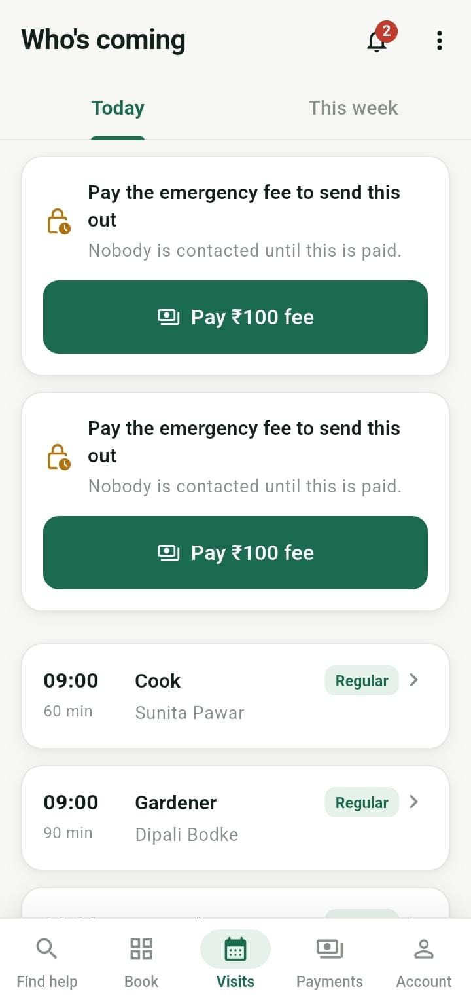 Who's coming
2
Today
This week
Pay the emergency fee to send this
out
Nobody is contacted until this is paid.
Pay ₹100 fee
Pay the emergency fee to send this
out
Nobody is contacted until this is paid.
Pay ₹100 fee
09:00 Cook Regular
60 min Sunita Pawar
09:00 Gardener Regular
90 min Dipali Bodke
Find help Book Visits Payments Account